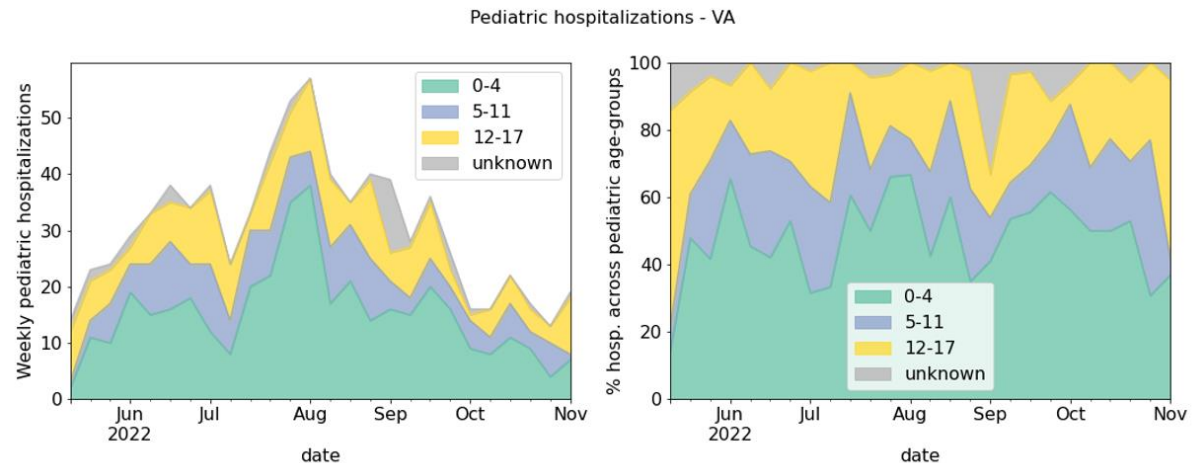 Pediatric hospitalizations - VA
Weekly pediatric hospitalizations
50
40
30
20
10
0
0-4
5-11
12-17
unknown
Jun
2022
Jul
Aug
Sep
Oct
Nov
date
% hosp. across pediatric age-groups
100
80
60
40
20
0
0-4
5-11
12-17
unknown
Jun
2022
Jul
Aug
Sep
Oct
Nov
date